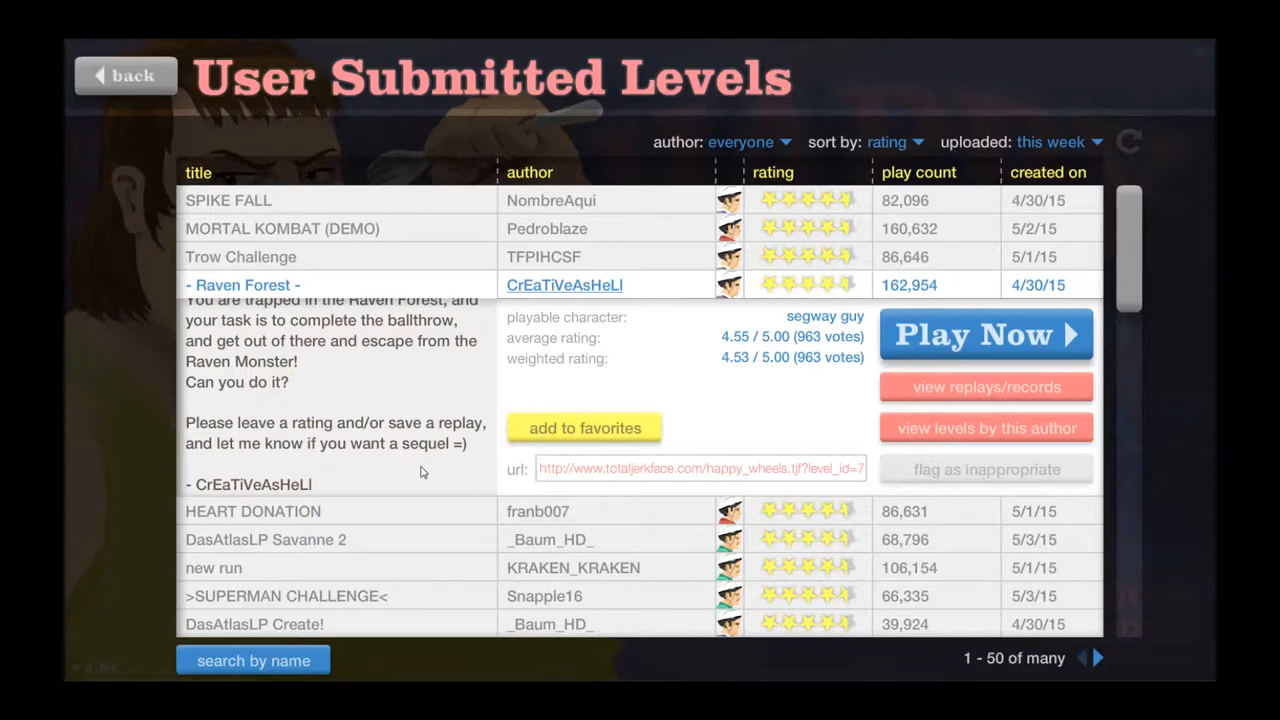 back
User Submitted Levels
author: everyone sort by: rating uploaded: this week
title author rating play count created on
SPIKE FALL NombreAqui 82,096 4/30/15
MORTAL KOMBAT (DEMO) Pedroblaze 160,632 5/2/15
Trow Challenge TFPIHCSF 86,646 5/1/15
- Raven Forest - CrEaTiVeAsHeLl 162,954 4/30/15
You are trapped in the Raven Forest, and
your task is to complete the ballthrow,
and get out of there and escape from the
Raven Monster!
Can you do it?
Please leave a rating and/or save a replay,
and let me know if you want a sequel =)
- CrEaTiVeAsHeLl
playable character: segway guy
average rating: 4.55 / 5.00 (963 votes)
weighted rating: 4.53 / 5.00 (963 votes)
add to favorites
url: http://www.totaljerkface.com/happy_wheels.tjf?level_id=7
Play Now
view replays/records
view levels by this author
flag as inappropriate
HEART DONATION franb007 86,631 5/1/15
DasAtlasLP Savanne 2 _Baum_HD_ 68,796 5/3/15
new run KRAKEN_KRAKEN 106,154 5/1/15
>SUPERMAN CHALLENGE< Snapple16 66,335 5/3/15
DasAtlasLP Create! _Baum_HD_ 39,924 4/30/15
search by name
1 - 50 of many